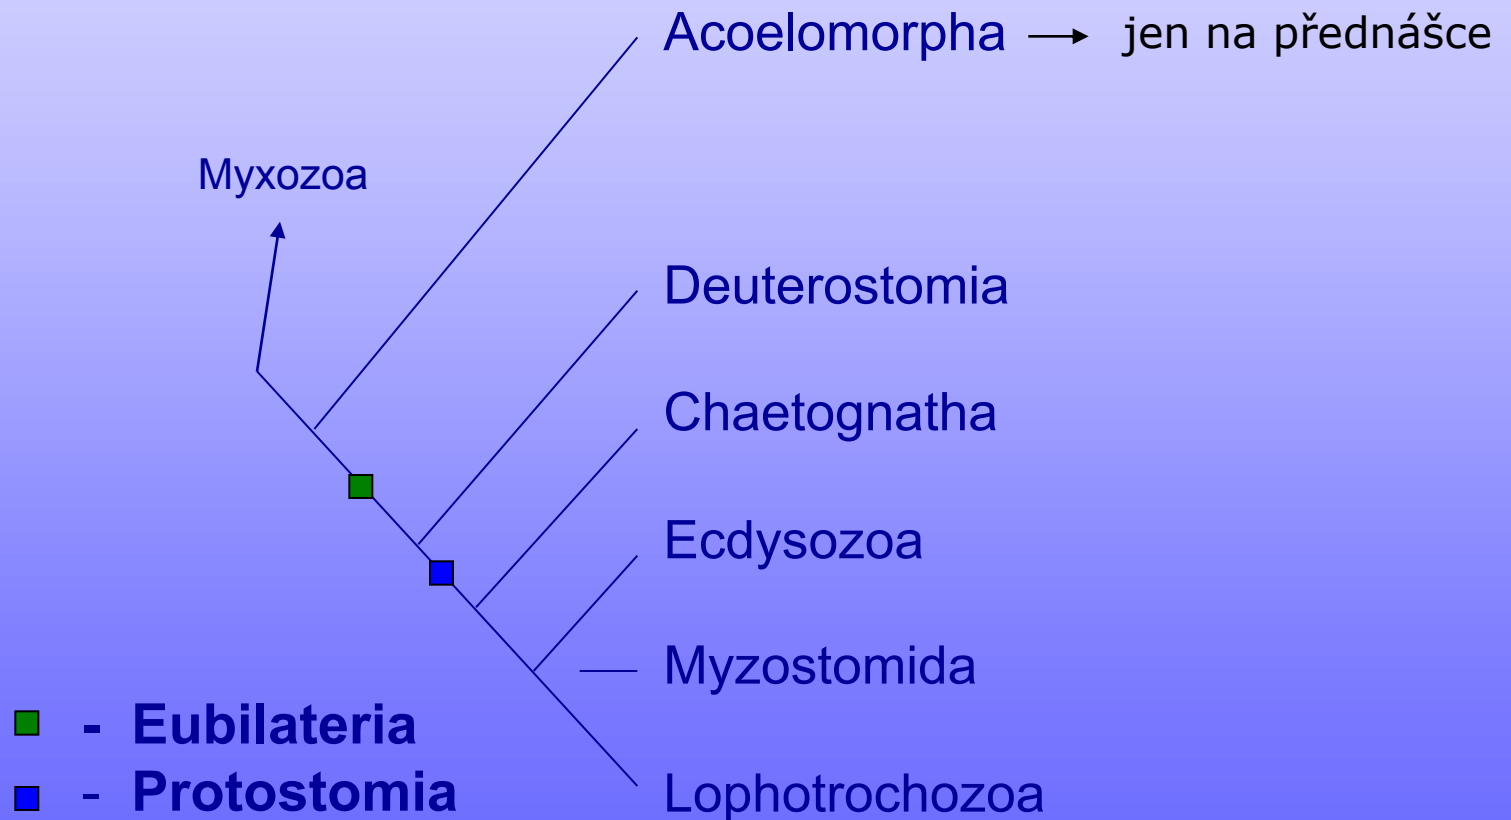 Acoelomorpha → jen na přednášce
Myxozoa
Deuterostomia
Chaetognatha
Ecdysozoa
Myzostomida
- Eubilateria
- Protostomia
Lophotrochozoa